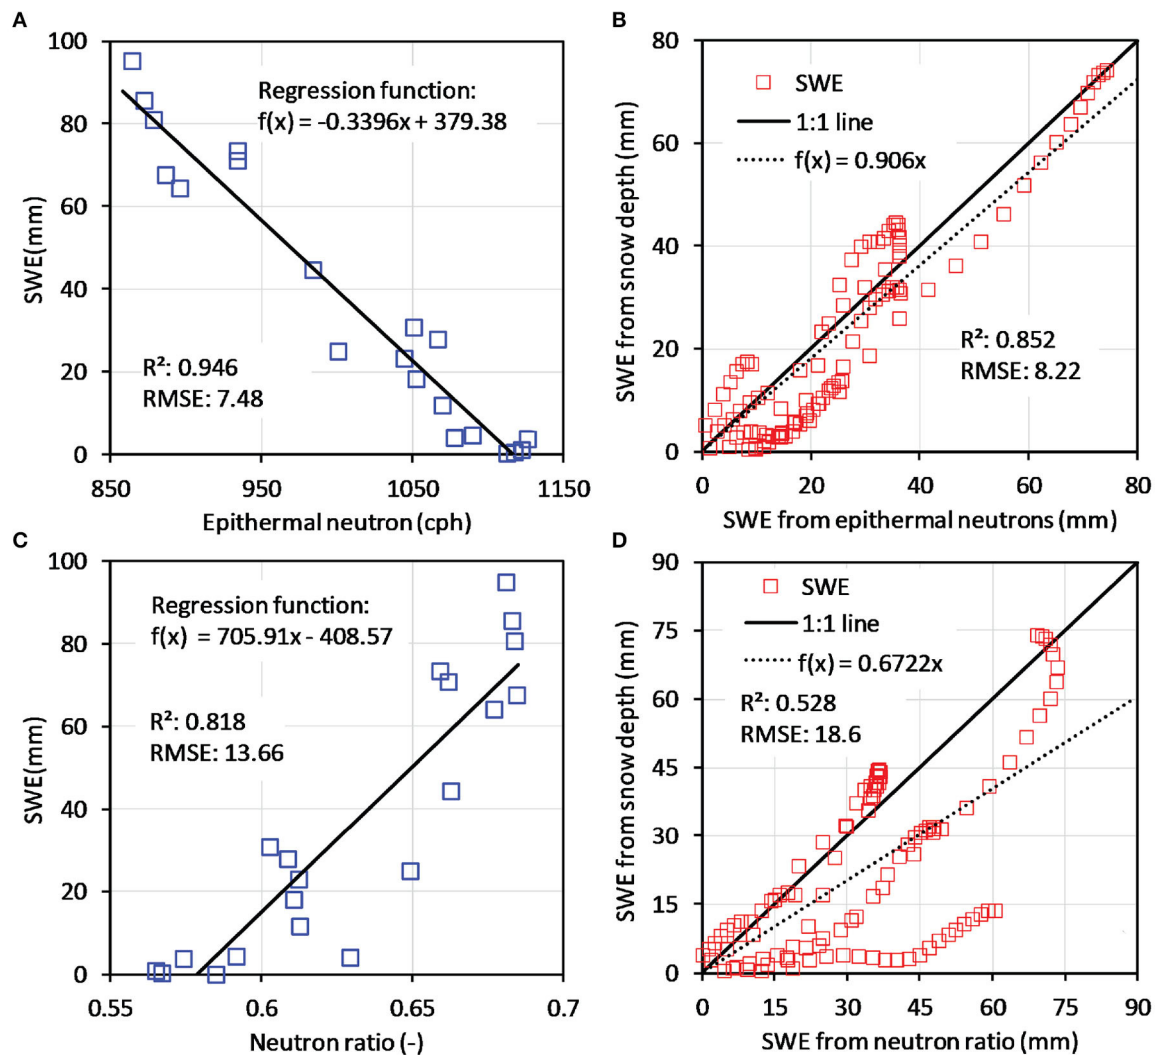 A
100
80
60
40
20
0
SWE(mm)
Regression function:
f(x) = -0.3396x + 379.38
R²: 0.946
RMSE: 7.48
850 950 1050 1150
Epithermal neutron (cph)
B
80
60
40
20
0
SWE from snow depth (mm)
SWE
1:1 line
f(x) = 0.906x
R²: 0.852
RMSE: 8.22
0 20 40 60 80
SWE from epithermal neutrons (mm)
C
100
80
60
40
20
0
SWE(mm)
Regression function:
f(x) = 705.91x - 408.57
R²: 0.818
RMSE: 13.66
0.55 0.6 0.65 0.7
Neutron ratio (-)
D
90
75
60
45
30
15
0
SWE from snow depth (mm)
SWE
1:1 line
f(x) = 0.6722x
R²: 0.528
RMSE: 18.6
0 15 30 45 60 75 90
SWE from neutron ratio (mm)